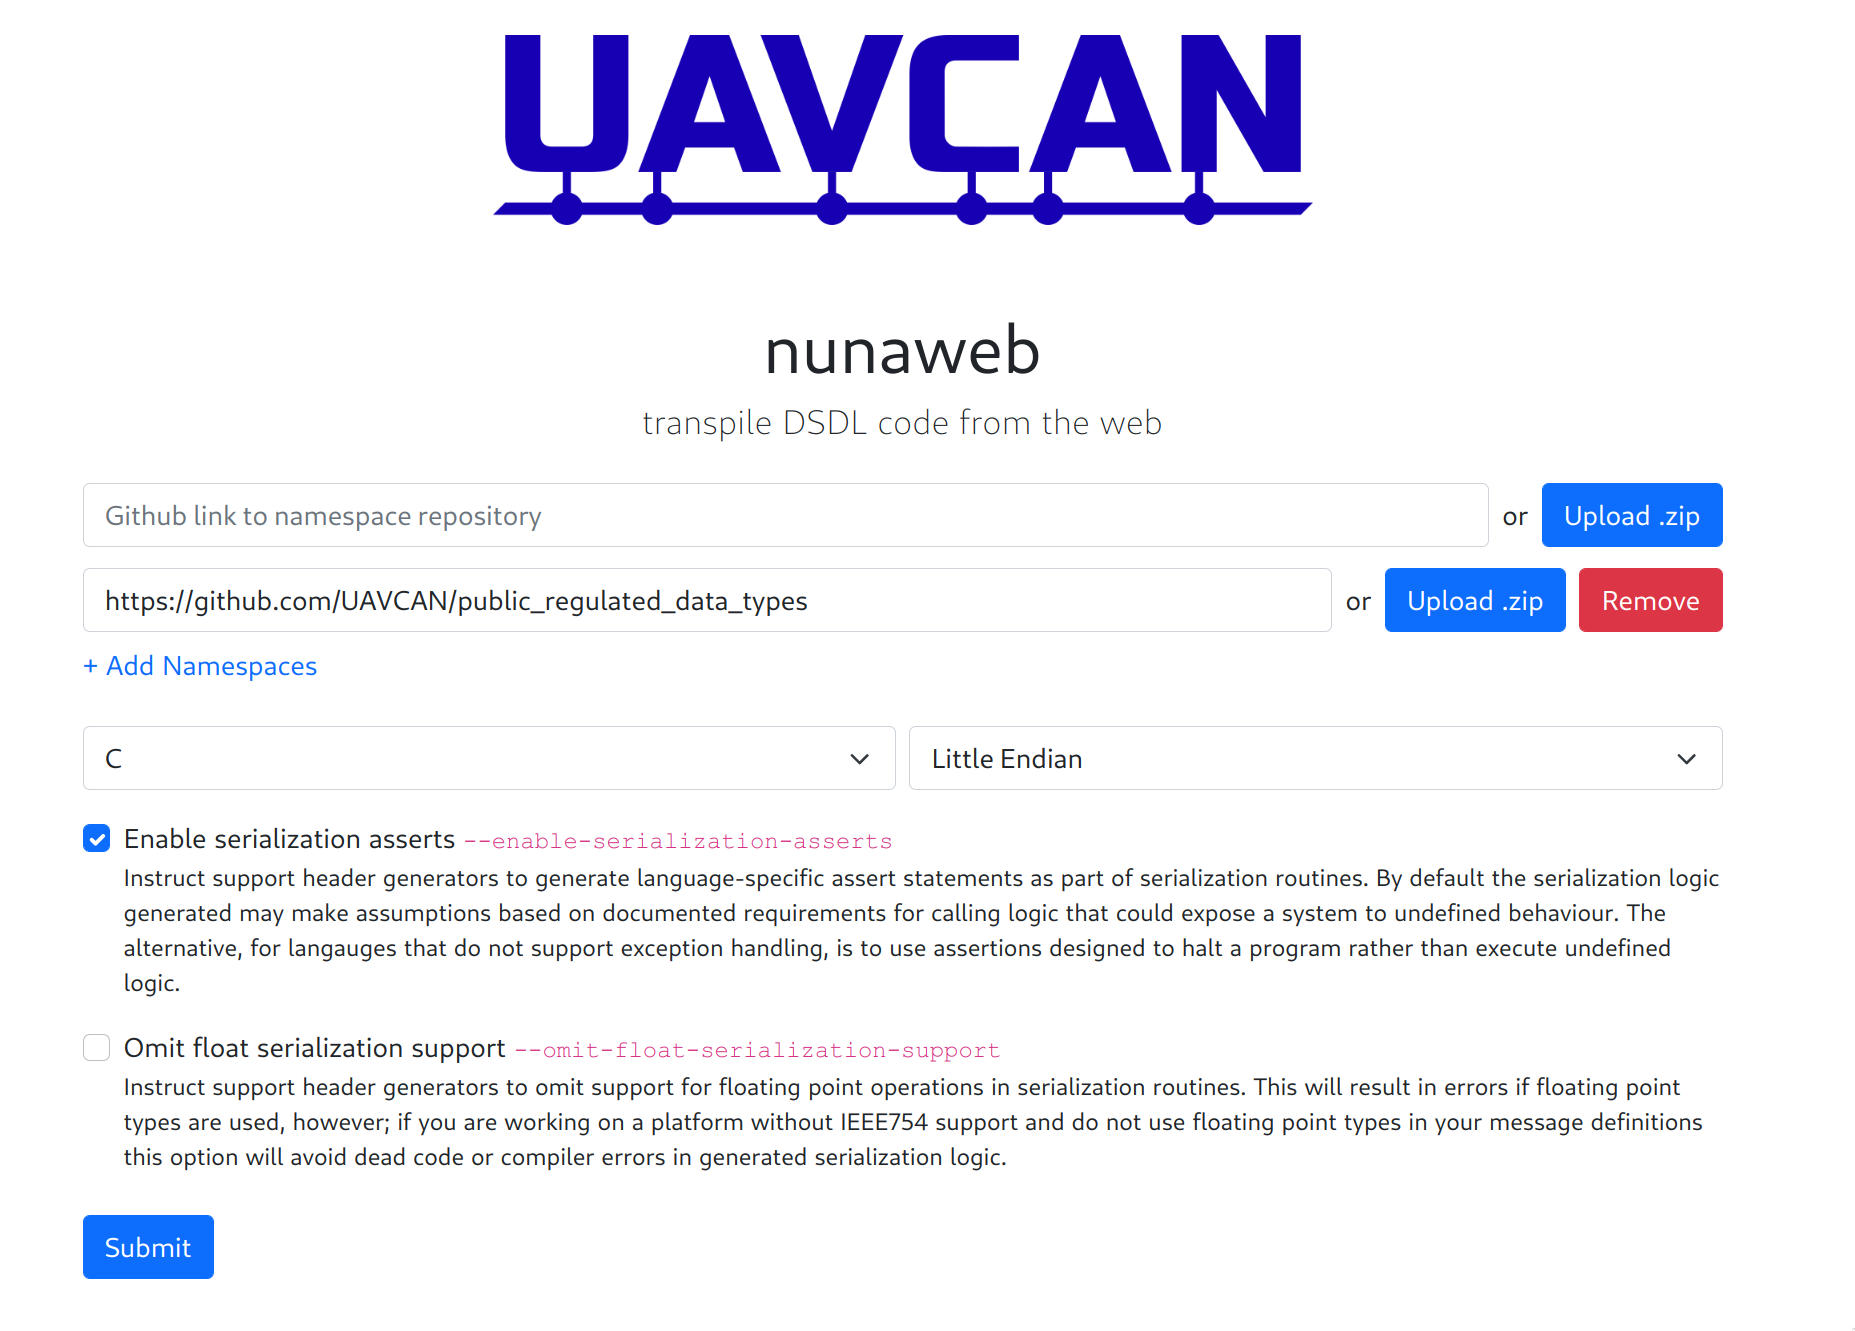 UAVCAN
nunaweb
transpile DSDL code from the web
Github link to namespace repository or Upload .zip
https://github.com/UAVCAN/public_regulated_data_types or Upload .zip Remove
+ Add Namespaces
C Little Endian
Enable serialization asserts --enable-serialization-asserts
Instruct support header generators to generate language-specific assert statements as part of serialization routines. By default the serialization logic
generated may make assumptions based on documented requirements for calling logic that could expose a system to undefined behaviour. The
alternative, for langauges that do not support exception handling, is to use assertions designed to halt a program rather than execute undefined
logic.
Omit float serialization support --omit-float-serialization-support
Instruct support header generators to omit support for floating point operations in serialization routines. This will result in errors if floating point
types are used, however; if you are working on a platform without IEEE754 support and do not use floating point types in your message definitions
this option will avoid dead code or compiler errors in generated serialization logic.
Submit